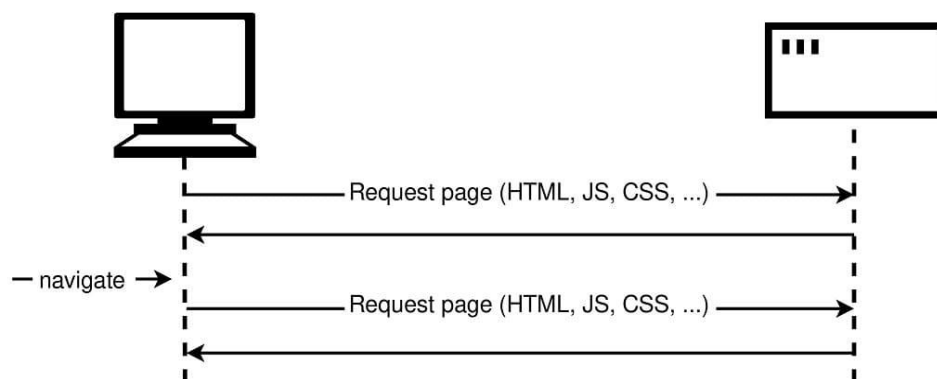 Request page (HTML, JS, CSS, ...)
navigate
Request page (HTML, JS, CSS, ...)